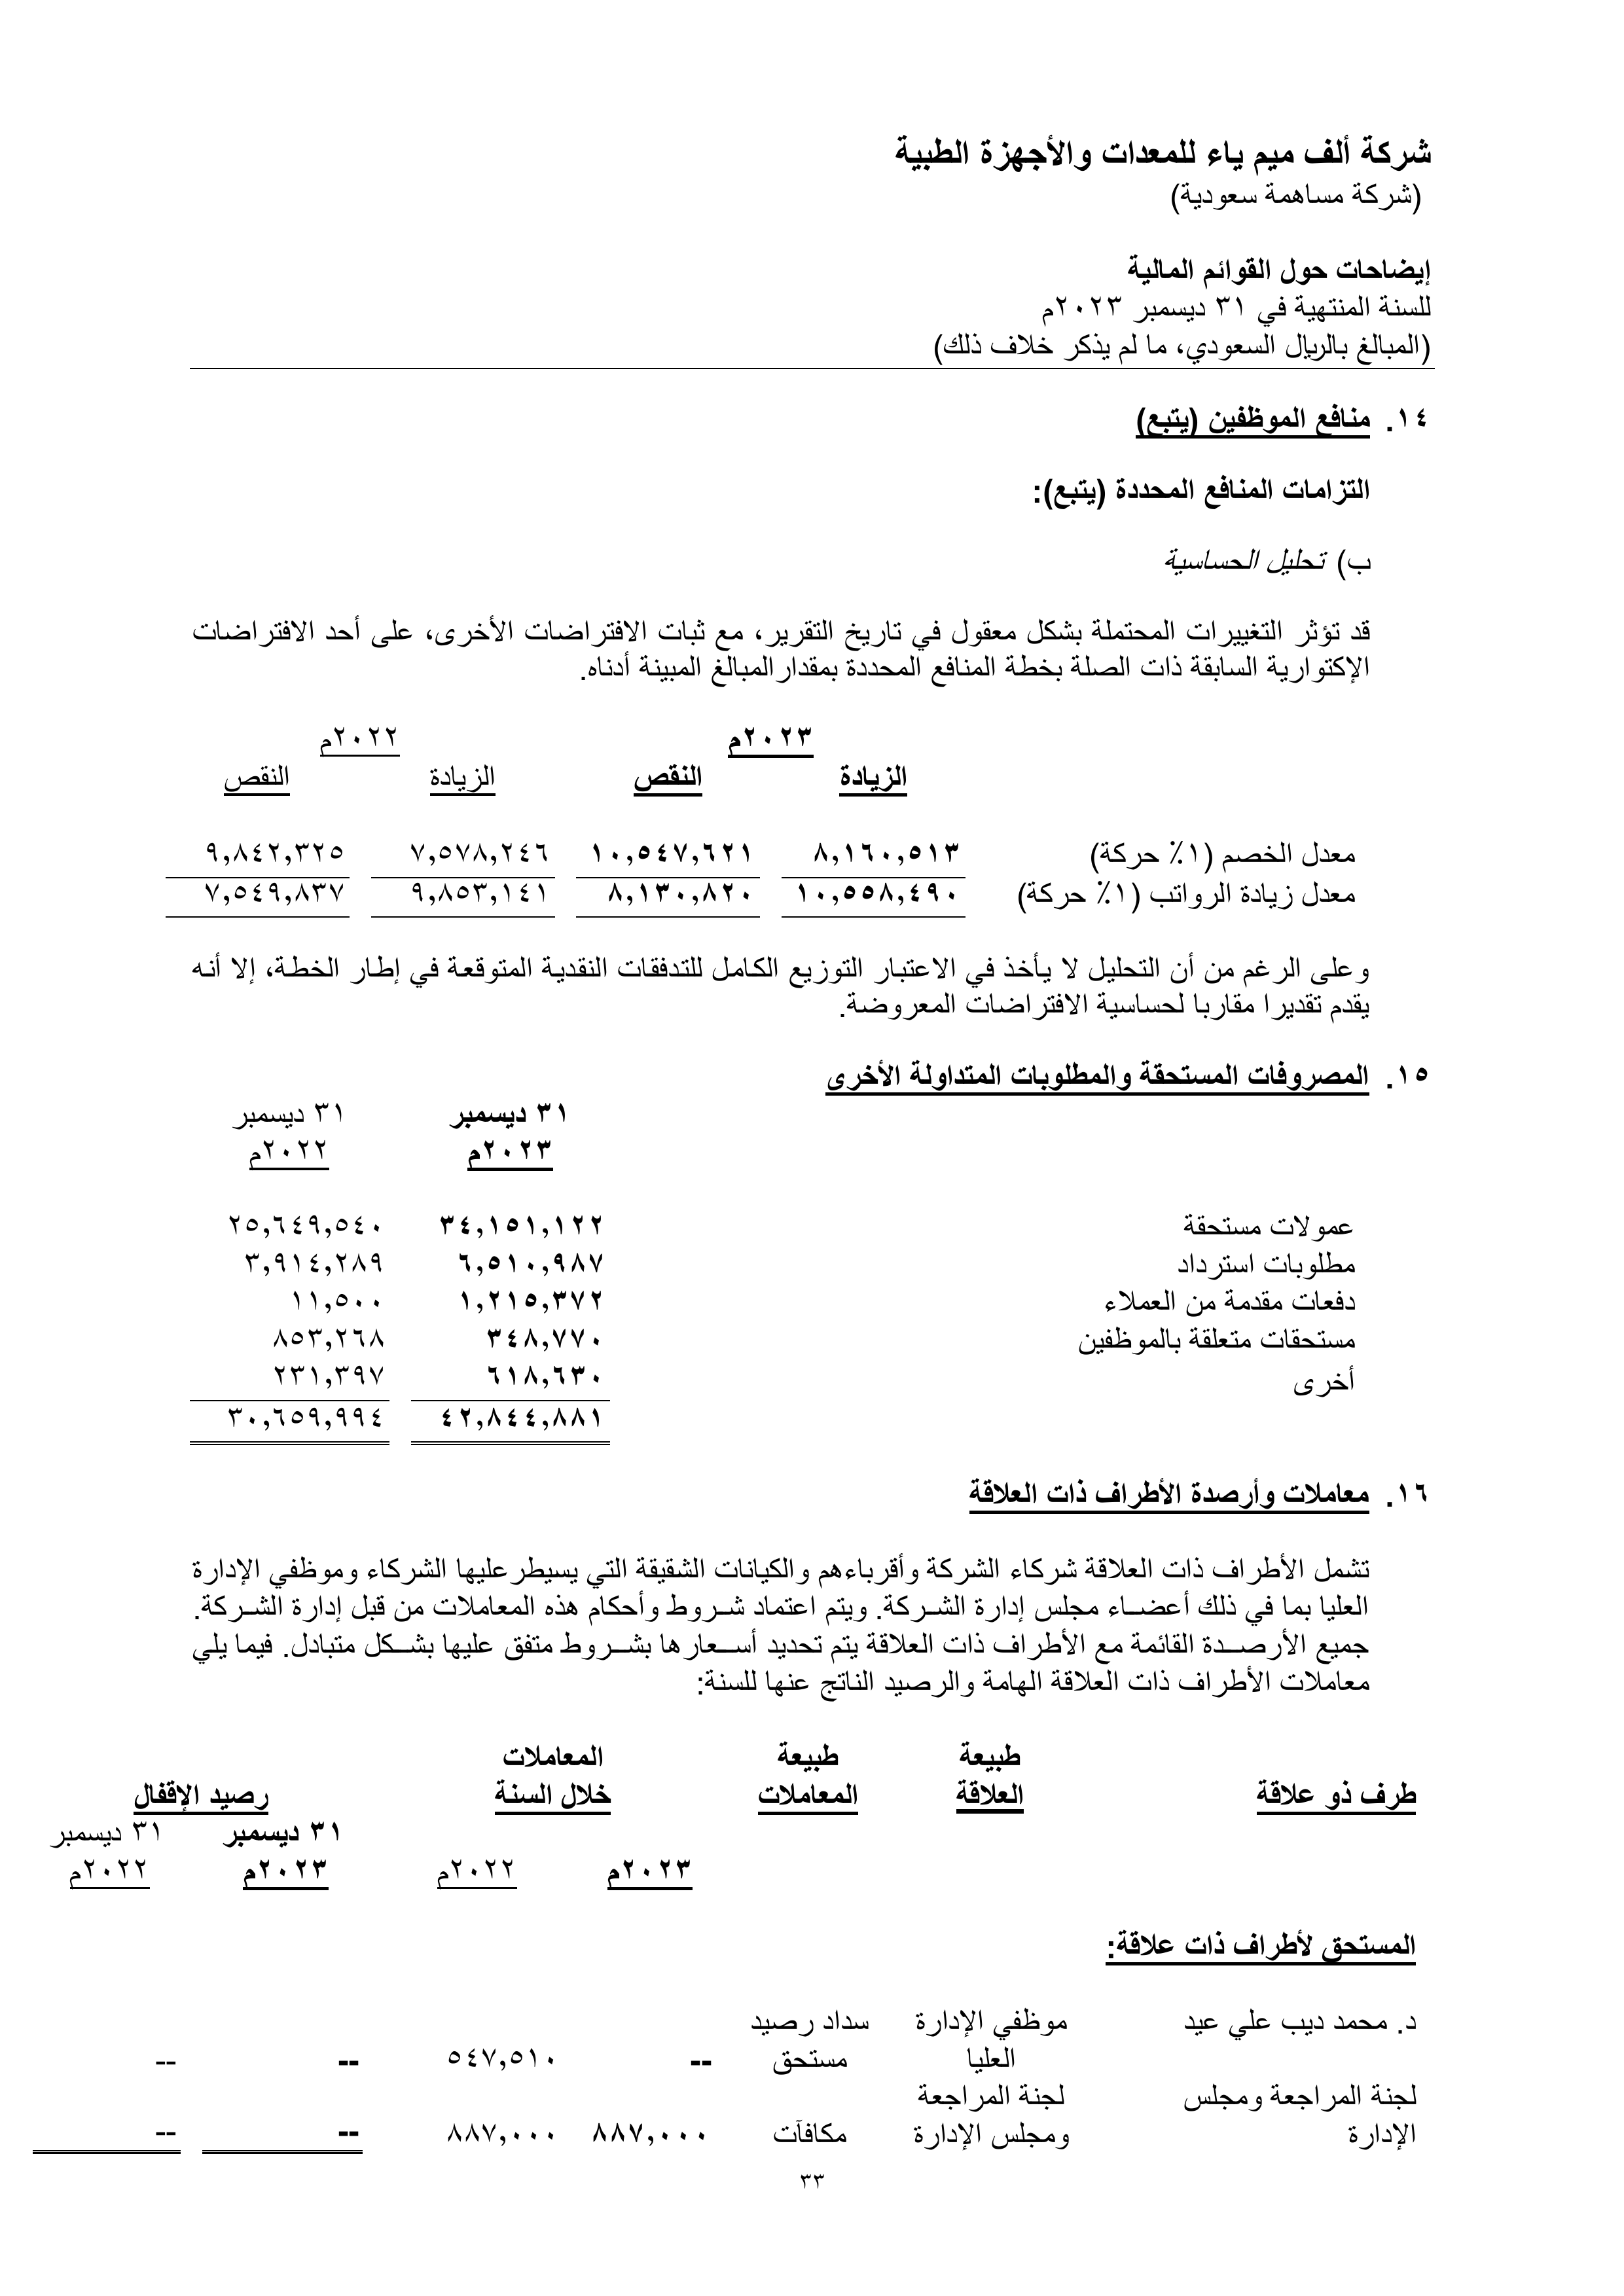 شركة ألف ميم ياء للمعدات والأجهزة الطبية
(شركة مساهمة سعودية)
إيضاحات حول القوائم المالية
للسنة المنتهية في ٣١ ديسمبر ٢٠٢٣م
(المبالغ بالريال السعودي، ما لم يذكر خلاف ذلك)
١٤. منافع الموظفين (يتبع)
التزامات المنافع المحددة (يتبع):
ب) تحليل الحساسية
قد تؤثر التغييرات المحتملة بشكل معقول في تاريخ التقرير، مع ثبات الافتراضات الأخرى، على أحد الافتراضات
الإكتوارية السابقة ذات الصلة بخطة المنافع المحددة بمقدارالمبالغ المبينة أدناه.
٢٠٢٣م ٢٠٢٢م
الزيادة النقص الزيادة النقص
معدل الخصم (١٪ حركة) ٨,١٦٠,٥١٣ ١٠,٥٤٧,٦٢١ ٧,٥٧٨,٢٤٦ ٩,٨٤٢,٣٢٥
معدل زيادة الرواتب (١٪ حركة) ١٠,٥٥٨,٤٩٠ ٨,١٣٠,٨٢٠ ٩,٨٥٣,١٤١ ٧,٥٤٩,٨٣٧
وعلى الرغم من أن التحليل لا يأخذ في الاعتبار التوزيع الكامل للتدفقات النقدية المتوقعة في إطار الخطة، إلا أنه
يقدم تقديرا مقاربا لحساسية الافتراضات المعروضة.
١٥. المصروفات المستحقة والمطلوبات المتداولة الأخرى
٣١ ديسمبر ٣١ ديسمبر
٢٠٢٣م ٢٠٢٢م
عمولات مستحقة ٣٤,١٥١,١٢٢ ٢٥,٦٤٩,٥٤٠
مطلوبات استرداد ٦,٥١٠,٩٨٧ ٣,٩١٤,٢٨٩
دفعات مقدمة من العملاء ١,٢١٥,٣٧٢ ١١,٥٠٠
مستحقات متعلقة بالموظفين ٣٤٨,٧٧٠ ٨٥٣,٢٦٨
أخرى ٦١٨,٦٣٠ ٢٣١,٣٩٧
٤٢,٨٤٤,٨٨١ ٣٠,٦٥٩,٩٩٤
١٦. معاملات وأرصدة الأطراف ذات العلاقة
تشمل الأطراف ذات العلاقة شركاء الشركة وأقرباءهم والكيانات الشقيقة التي يسيطرعليها الشركاء وموظفي الإدارة
العليا بما في ذلك أعضاء مجلس إدارة الشركة. ويتم اعتماد شروط وأحكام هذه المعاملات من قبل إدارة الشركة.
جميع الأرصدة القائمة مع الأطراف ذات العلاقة يتم تحديد أسعارها بشروط متفق عليها بشكل متبادل. فيما يلي
معاملات الأطراف ذات العلاقة الهامة والرصيد الناتج عنها للسنة:
طبيعة طبيعة المعاملات
طرف ذو علاقة العلاقة المعاملات خلال السنة رصيد الإقفال
٣١ ديسمبر ٣١ ديسمبر
٢٠٢٣م ٢٠٢٢م ٢٠٢٣م ٢٠٢٢م
المستحق لأطراف ذات علاقة:
د. محمد ديب علي عيد موظفي الإدارة سداد رصيد
العليا مستحق -- ٥٤٧,٥١٠ -- --
لجنة المراجعة ومجلس لجنة المراجعة
الإدارة ومجلس الإدارة مكافآت ٨٨٧,٠٠٠ ٨٨٧,٠٠٠ -- --
٣٣